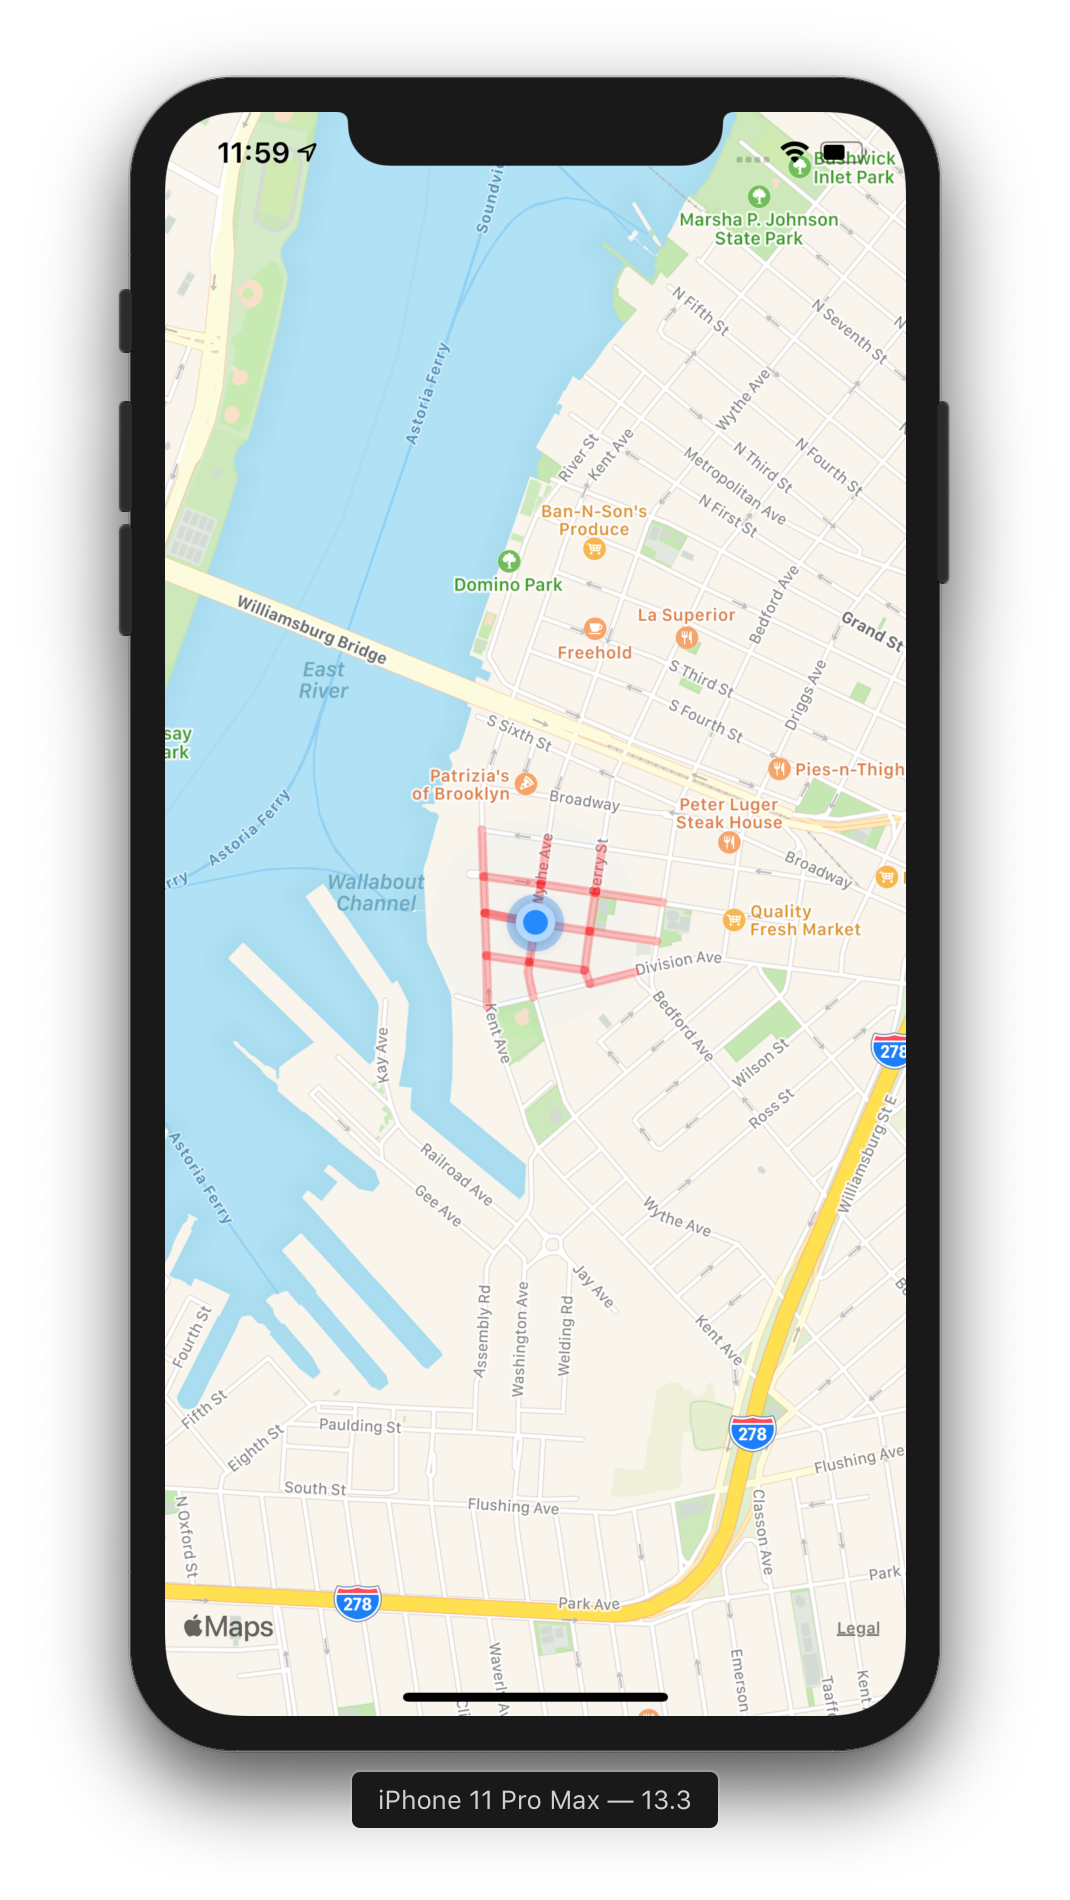 11:59
Bushwick
Inlet Park
Marsha P. Johnson
State Park
Soundvie
N Fifth St
N Seventh St
Astoria Ferry
Wythe Ave
River St
Kent Ave
N Third St
N Fourth St
Metropolitan Ave
N First St
Ban-N-Son's
Produce
Domino Park
Williamsburg Bridge
La Superior
Freehold
Bedford Ave
Grand St
East
River
S Third St
Driggs Ave
S Fourth St
S Sixth St
say
ark
Patrizia's
of Brooklyn
Broadway
Pies-n-Thigh
Peter Luger
Steak House
Astoria Ferry
Wythe Ave
Berry St
Broadway
rry
Wallabout
Channel
Quality
Fresh Market
Division Ave
Kent Ave
Bedford Ave
Kay Ave
Wilson St
278
Ross St
Williamsburg St E
Astoria Ferry
Railroad Ave
Gee Ave
Wythe Ave
Jay Ave
Assembly Rd
Washington Ave
Welding Rd
Kent Ave
Fourth St
Fifth St
Eighth St
Paulding St
278
Flushing Ave
South St
Flushing Ave
N Oxford St
Classon Ave
Park
278
Park Ave
Maps
Legal
Waverly Av
Emerson
Taaffe
Kent
Cli
iPhone 11 Pro Max — 13.3